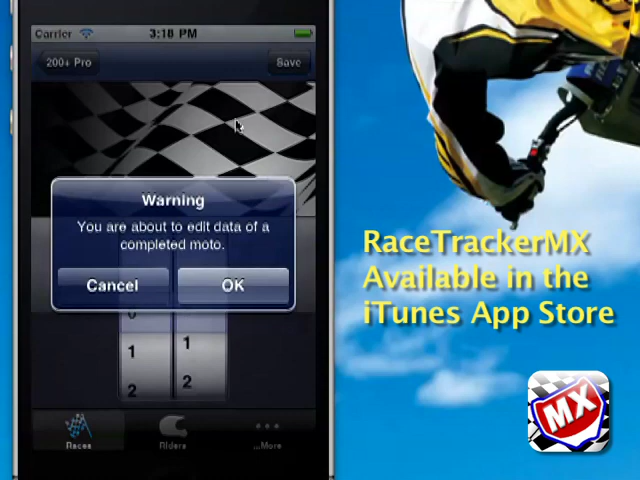 Carrier 3:18 PM
200+ Pro Save
Warning
You are about to edit data of a
completed moto.
Cancel OK
0
1 1
2 2
Races Riders ...More
RaceTrackerMX
Available in the
iTunes App Store
MX